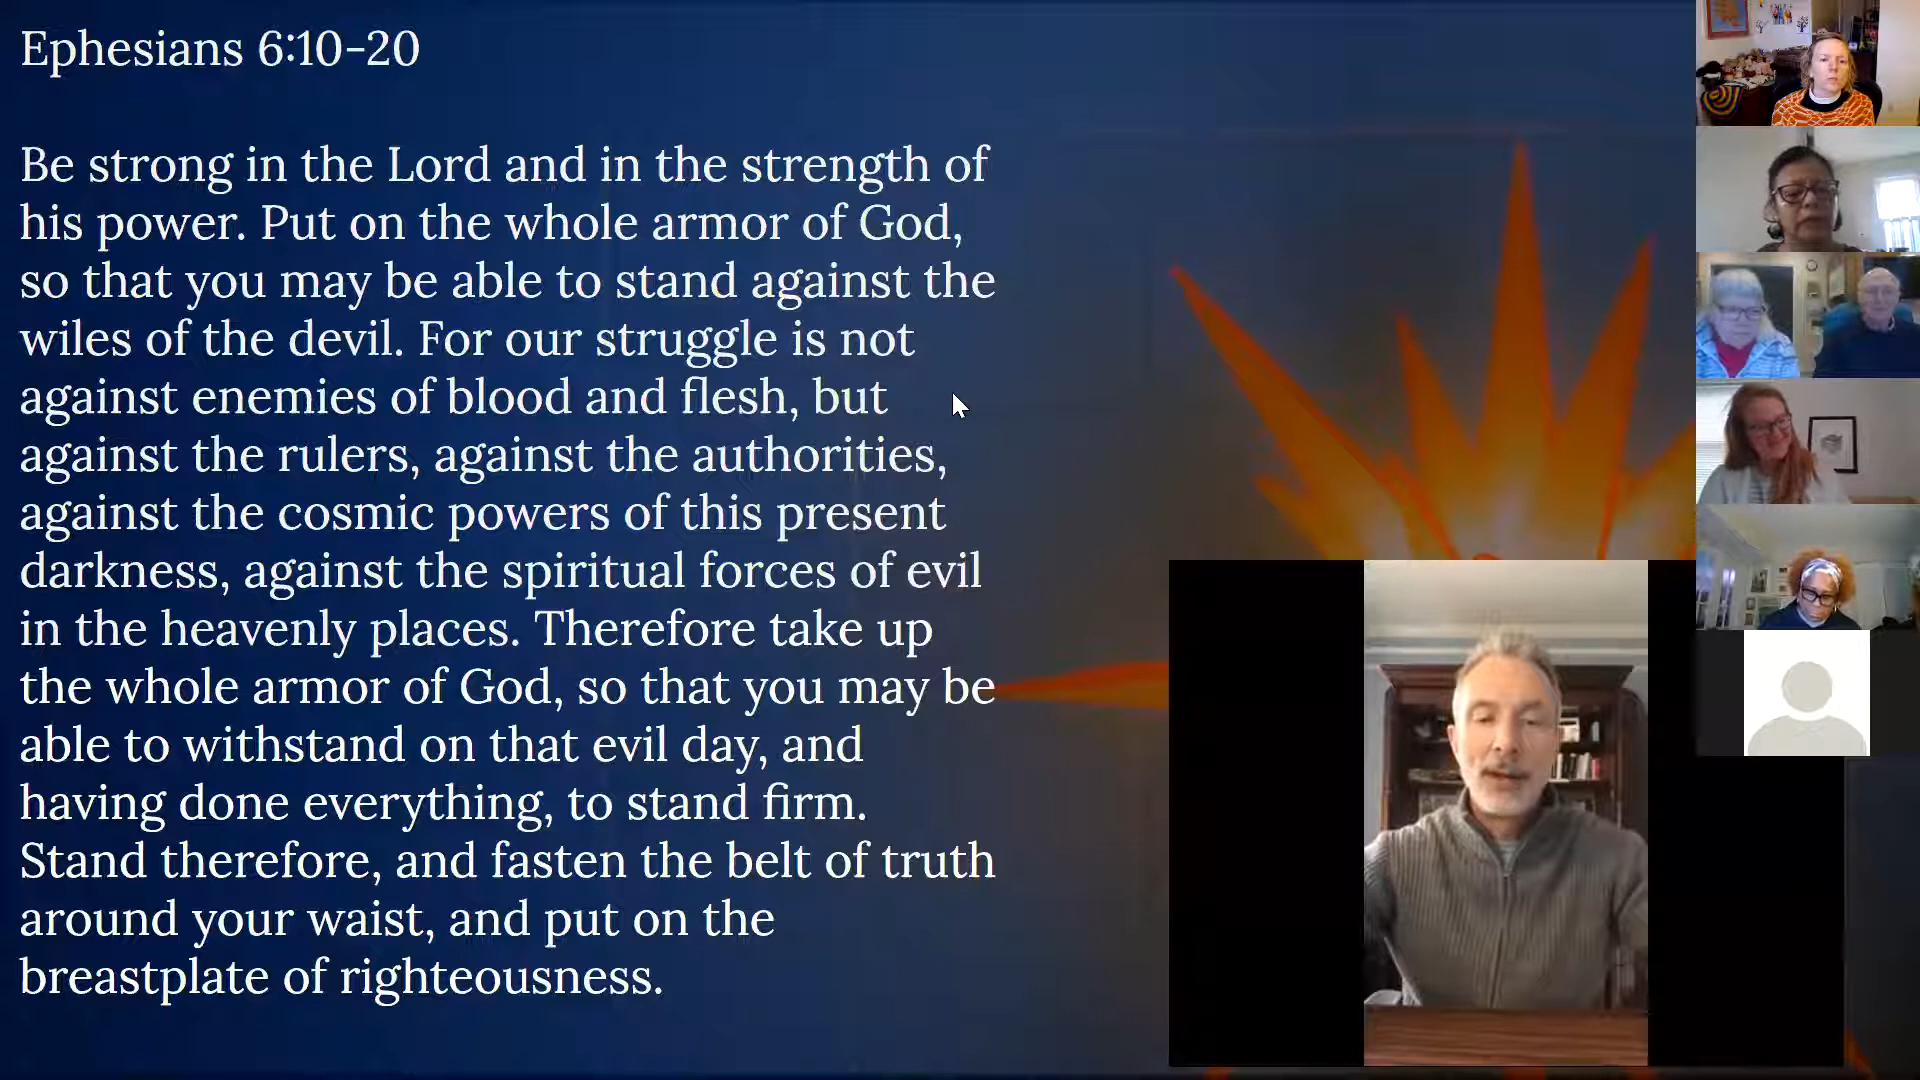 Ephesians 6:10-20
Be strong in the Lord and in the strength of
his power. Put on the whole armor of God,
so that you may be able to stand against the
wiles of the devil. For our struggle is not
against enemies of blood and flesh, but
against the rulers, against the authorities,
against the cosmic powers of this present
darkness, against the spiritual forces of evil
in the heavenly places. Therefore take up
the whole armor of God, so that you may be
able to withstand on that evil day, and
having done everything, to stand firm.
Stand therefore, and fasten the belt of truth
around your waist, and put on the
breastplate of righteousness.